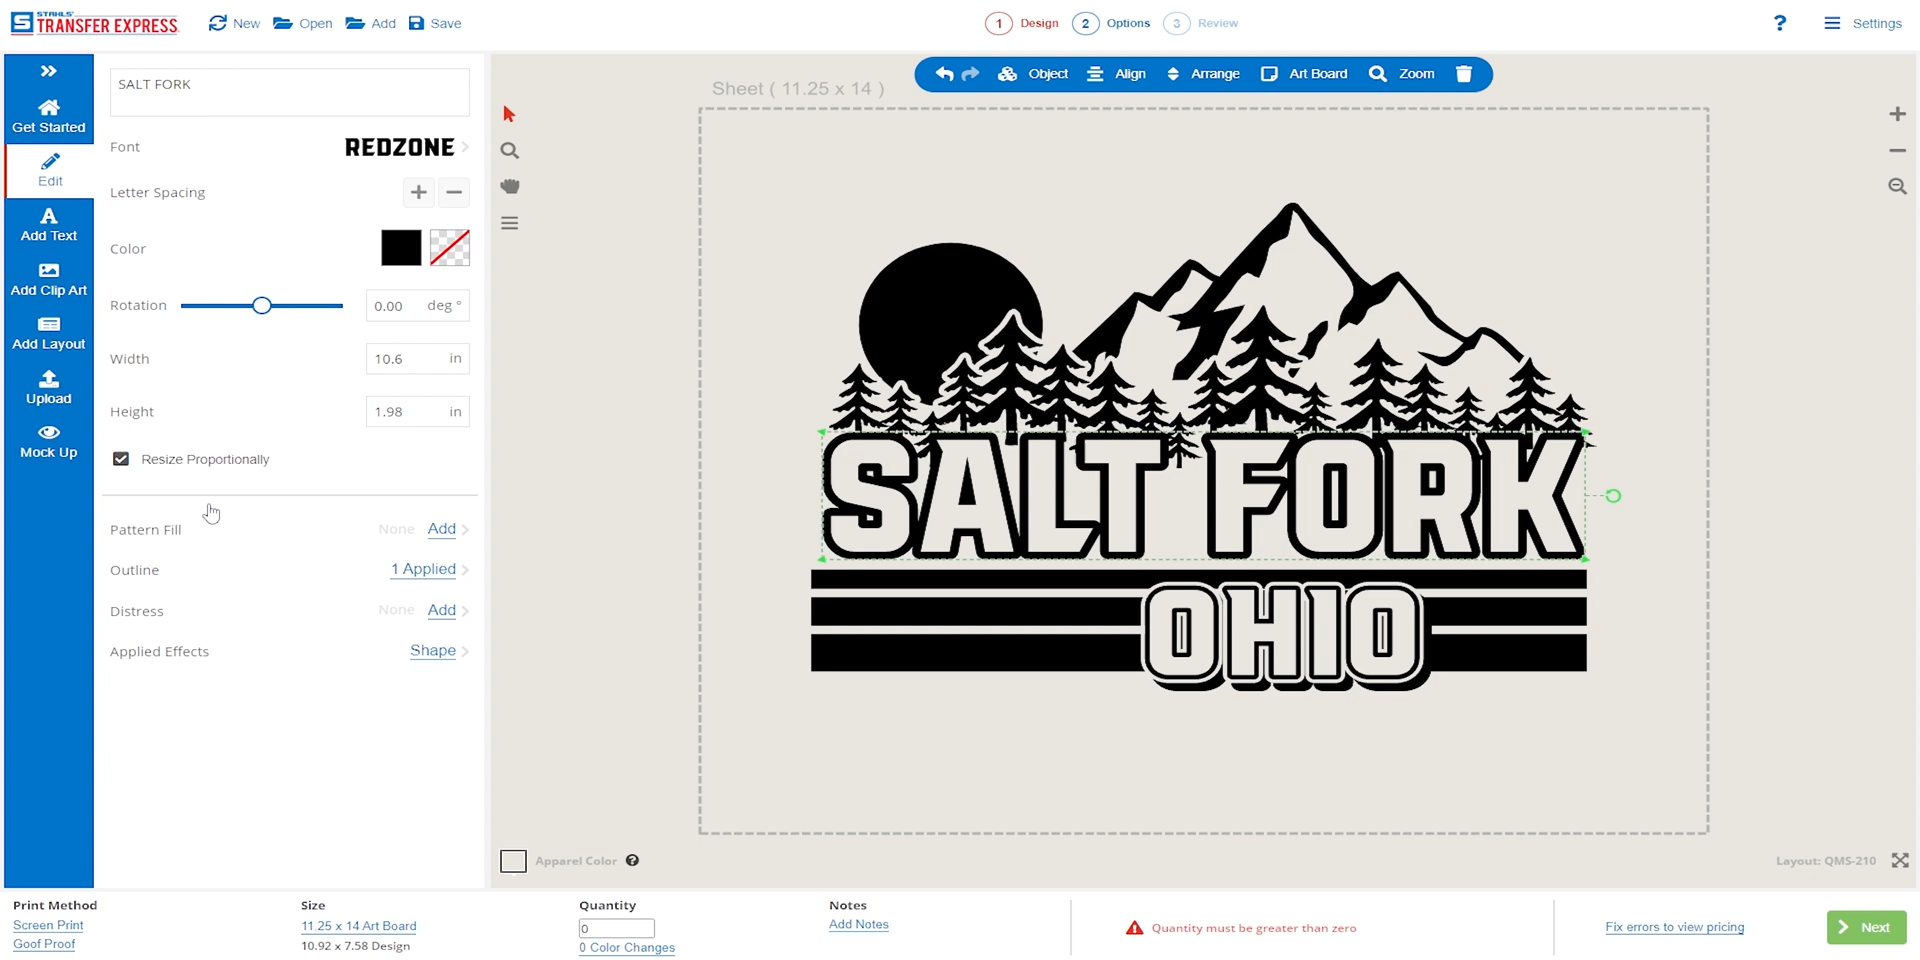 STAHLS'
TRANSFER EXPRESS
New
Open
Add
Save
1 Design
2 Options
3 Review
?
Settings
Get Started
Edit
Add Text
Add Clip Art
Add Layout
Upload
Mock Up
SALT FORK
Font
REDZONE
Letter Spacing
Color
Rotation
0.00 deg °
Width
10.6 in
Height
1.98 in
Resize Proportionally
Pattern Fill None Add
Outline 1 Applied
Distress None Add
Applied Effects Shape
Sheet ( 11.25 x 14 )
Object
Align
Arrange
Art Board
Zoom
SALT FORK
OHIO
Apparel Color ?
Layout: QMS-210
Print Method
Screen Print
Goof Proof
Size
11.25 x 14 Art Board
10.92 x 7.58 Design
Quantity
0
0 Color Changes
Notes
Add Notes
Quantity must be greater than zero
Fix errors to view pricing
Next